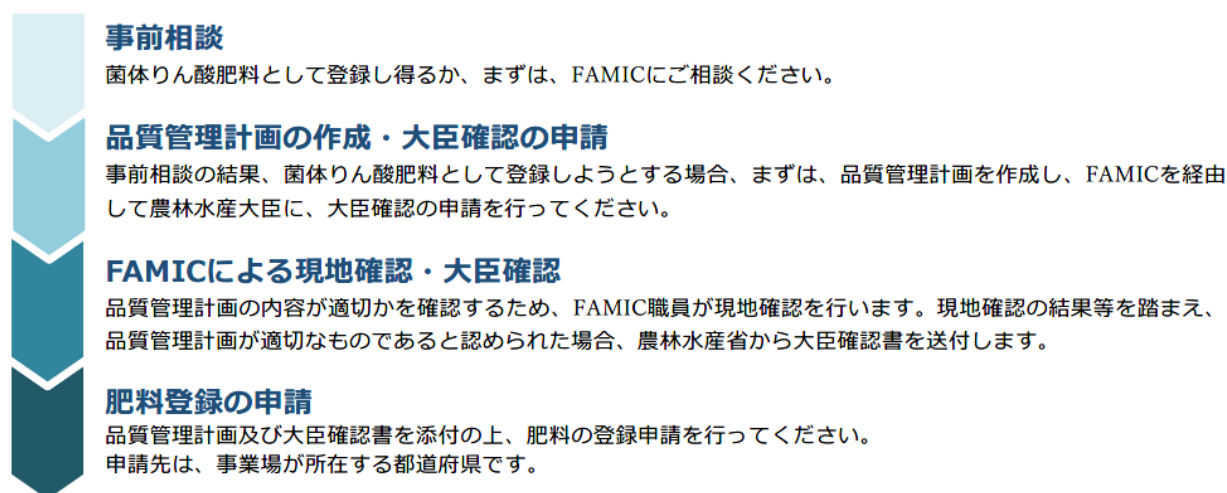 事前相談
菌体りん酸肥料として登録し得るか、まずは、FAMICにご相談ください。
品質管理計画の作成・大臣確認の申請
事前相談の結果、菌体りん酸肥料として登録しようとする場合、まずは、品質管理計画を作成し、FAMICを経由
して農林水産大臣に、大臣確認の申請を行ってください。
FAMICによる現地確認・大臣確認
品質管理計画の内容が適切かを確認するため、FAMIC職員が現地確認を行います。現地確認の結果等を踏まえ、
品質管理計画が適切なものであると認められた場合、農林水産省から大臣確認書を送付します。
肥料登録の申請
品質管理計画及び大臣確認書を添付の上、肥料の登録申請を行ってください。
申請先は、事業場が所在する都道府県です。